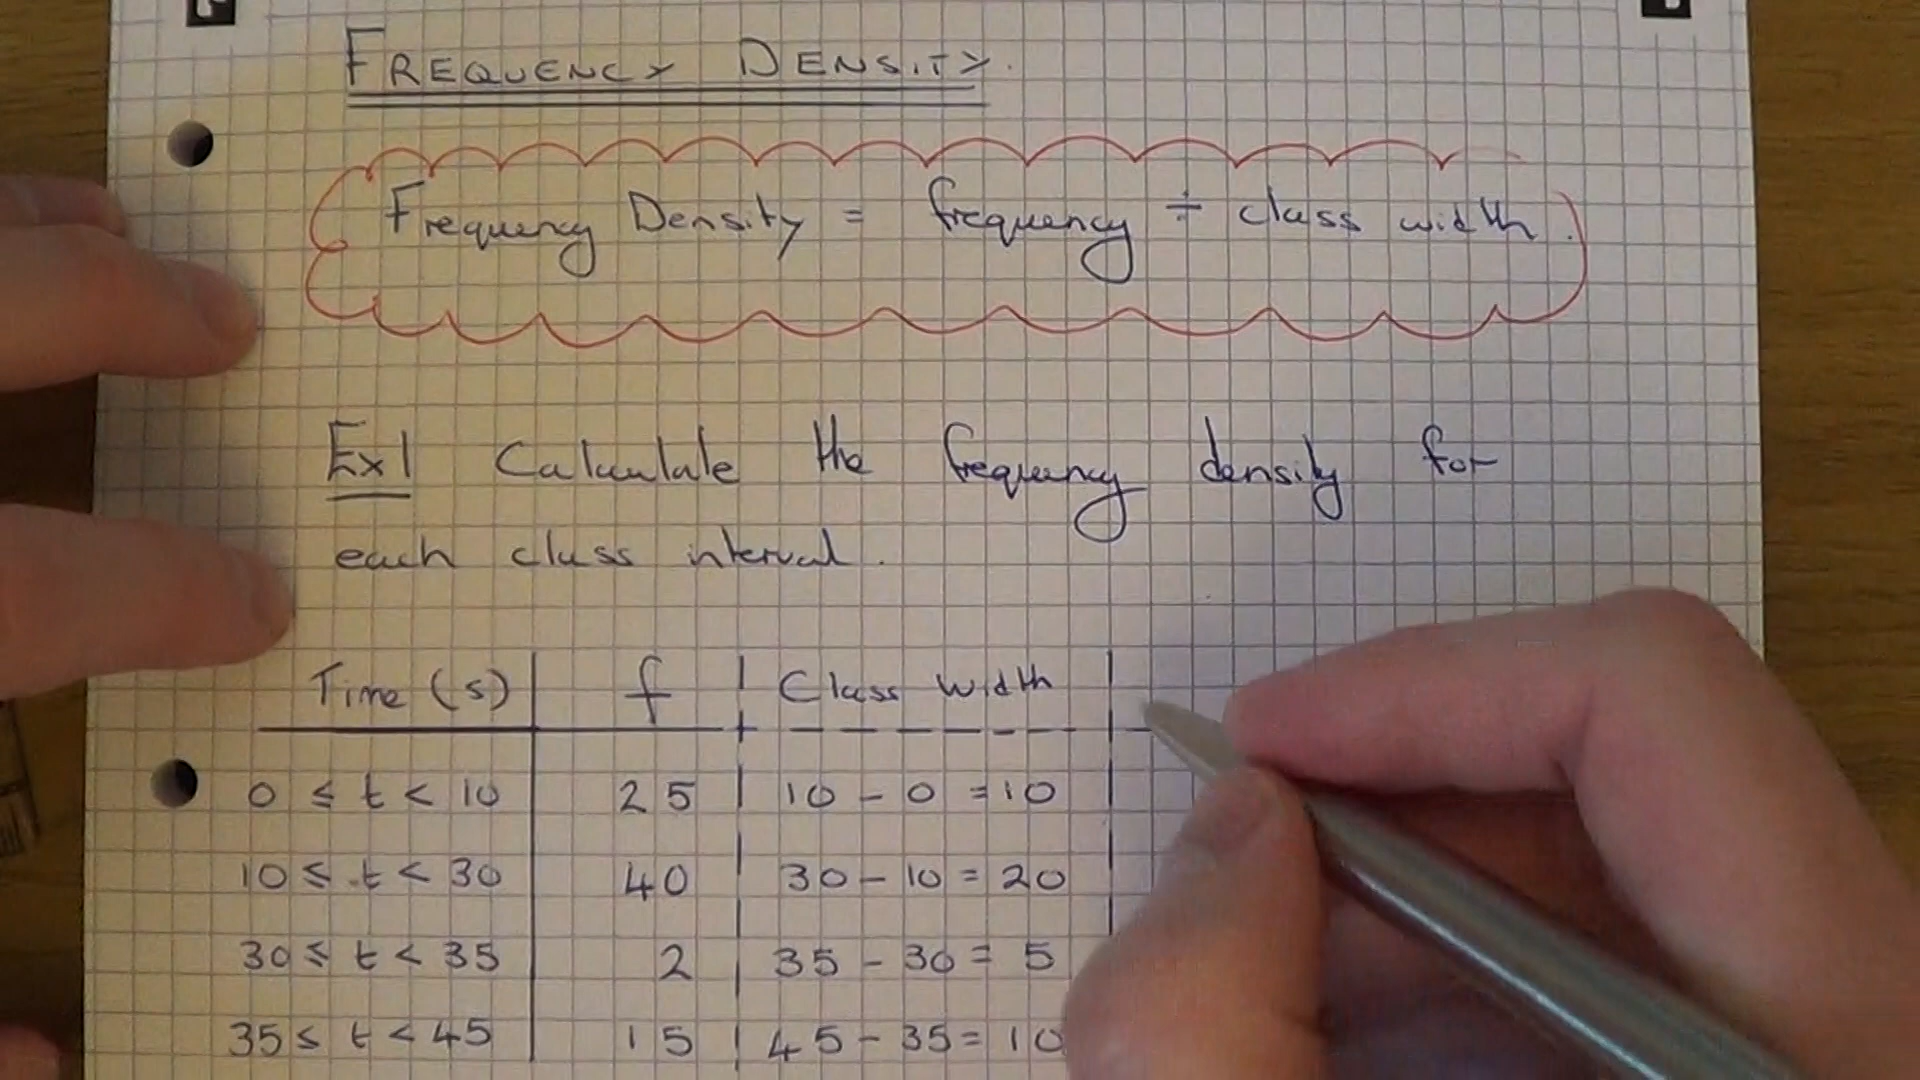 FREQUENCY DENSITY.
Frequency Density = frequency ÷ class width.
Ex1 Calculate the frequency density for
each class interval.
Time (s) f Class Width
0 ≤ t < 10 25 10 - 0 = 10
10 ≤ t < 30 40 30 - 10 = 20
30 ≤ t < 35 2 35 - 30 = 5
35 ≤ t < 45 15 45 - 35 = 10